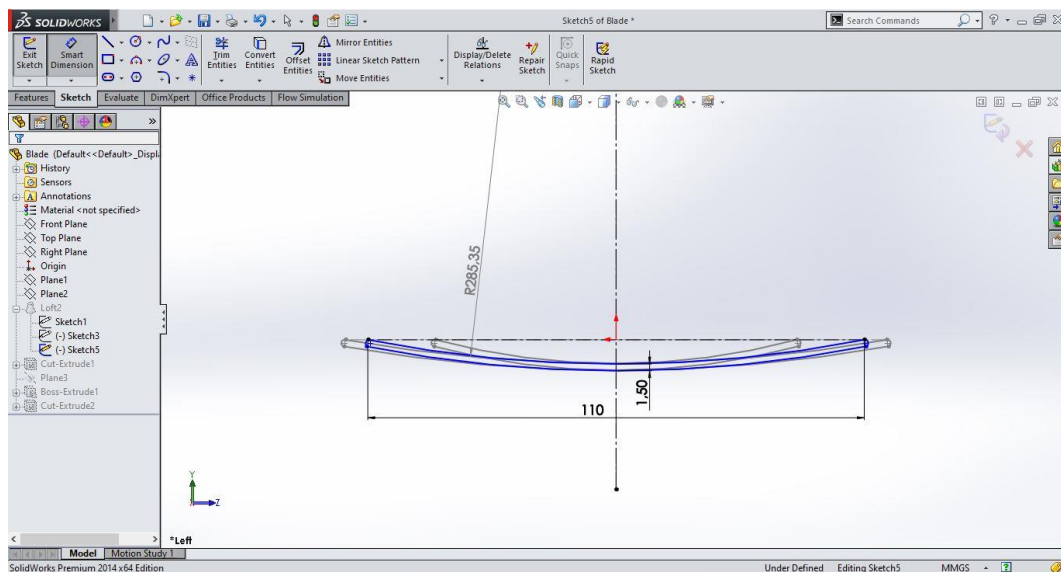 SOLIDWORKS
Sketch5 of Blade *
Search Commands
Exit Sketch
Smart Dimension
Trim Entities
Convert Entities
Offset Entities
Mirror Entities
Linear Sketch Pattern
Move Entities
Display/Delete Relations
Repair Sketch
Quick Snaps
Rapid Sketch
Features Sketch Evaluate DimXpert Office Products Flow Simulation
Blade (Default<<Default>_Displ
History
Sensors
Annotations
Material <not specified>
Front Plane
Top Plane
Right Plane
Origin
Plane1
Plane2
Loft2
Sketch1
(-) Sketch3
(-) Sketch5
Cut-Extrude1
Plane3
Boss-Extrude1
Cut-Extrude2
R285,35
1,50
110
Y
Z
*Left
Model Motion Study 1
SolidWorks Premium 2014 x64 Edition
Under Defined Editing Sketch5 MMGS